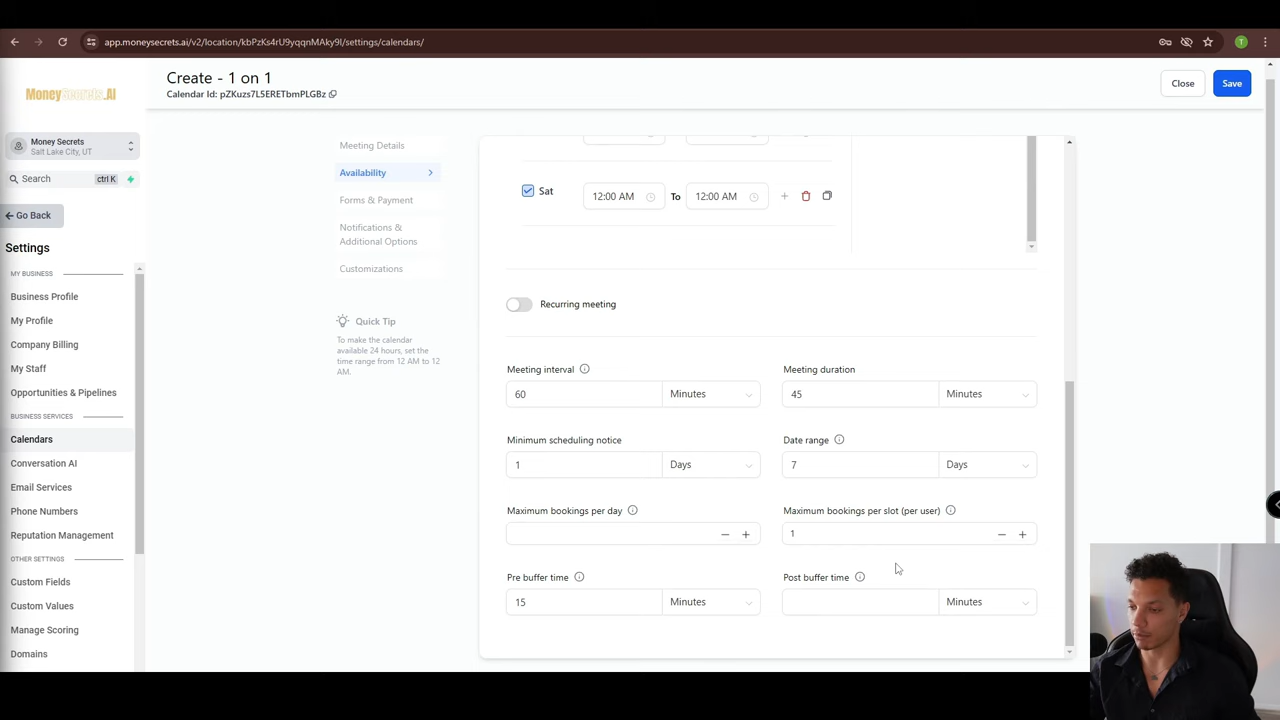 app.moneysecrets.ai/v2/location/kbPzKs4rU9yqqnMAky9l/settings/calendars/
T
MoneySecrets.AI
Money Secrets
Salt Lake City, UT
Search
ctrl K
Go Back
Settings
MY BUSINESS
Business Profile
My Profile
Company Billing
My Staff
Opportunities & Pipelines
BUSINESS SERVICES
Calendars
Conversation AI
Email Services
Phone Numbers
Reputation Management
OTHER SETTINGS
Custom Fields
Custom Values
Manage Scoring
Domains
Create - 1 on 1
Calendar Id: pZKuzs7L5ERETbmPLGBz
Close
Save
Meeting Details
Availability
Forms & Payment
Notifications &
Additional Options
Customizations
Quick Tip
To make the calendar
available 24 hours, set the
time range from 12 AM to 12
AM.
Sat 12:00 AM To 12:00 AM
Recurring meeting
Meeting interval
60 Minutes
Meeting duration
45 Minutes
Minimum scheduling notice
1 Days
Date range
7 Days
Maximum bookings per day
Maximum bookings per slot (per user)
1
Pre buffer time
15 Minutes
Post buffer time
Minutes